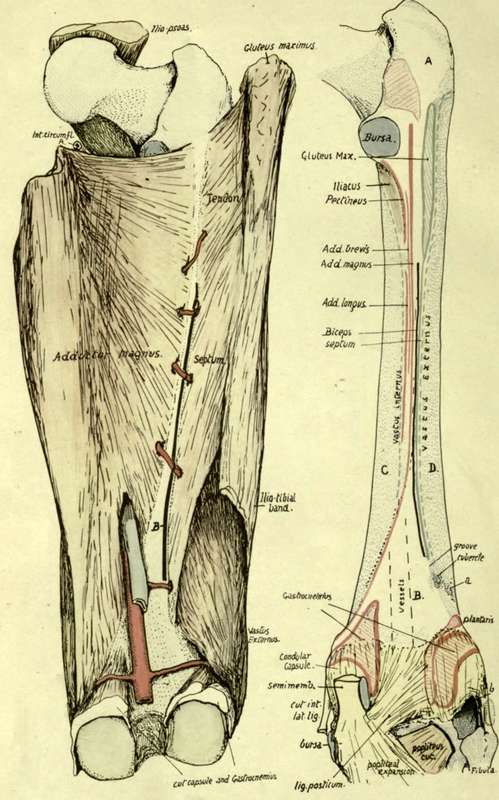 Ilio-psoas.
Gluteus maximus.
Int. circumfl.
A
Tendon
Adductor magnus.
Septum.
B
Ilio-tibial
band.
Vastus
Externus.
cut capsule and Gastrocnemius
A
Bursa.
Gluteus Max.
Iliacus
Pectineus
Add. brevis
Add. magnus
Add. longus.
Biceps
septum
Vastus internus.
Vastus Externus
C
D.
groove
tubercle
a
B.
Vessels
Gastrocnemius
plantaris
Condylar
Capsule.
semimemb.
cut int.
lat. lig.
bursa
lig. posticum.
popliteal
expansion
popliteus
b
Fibula